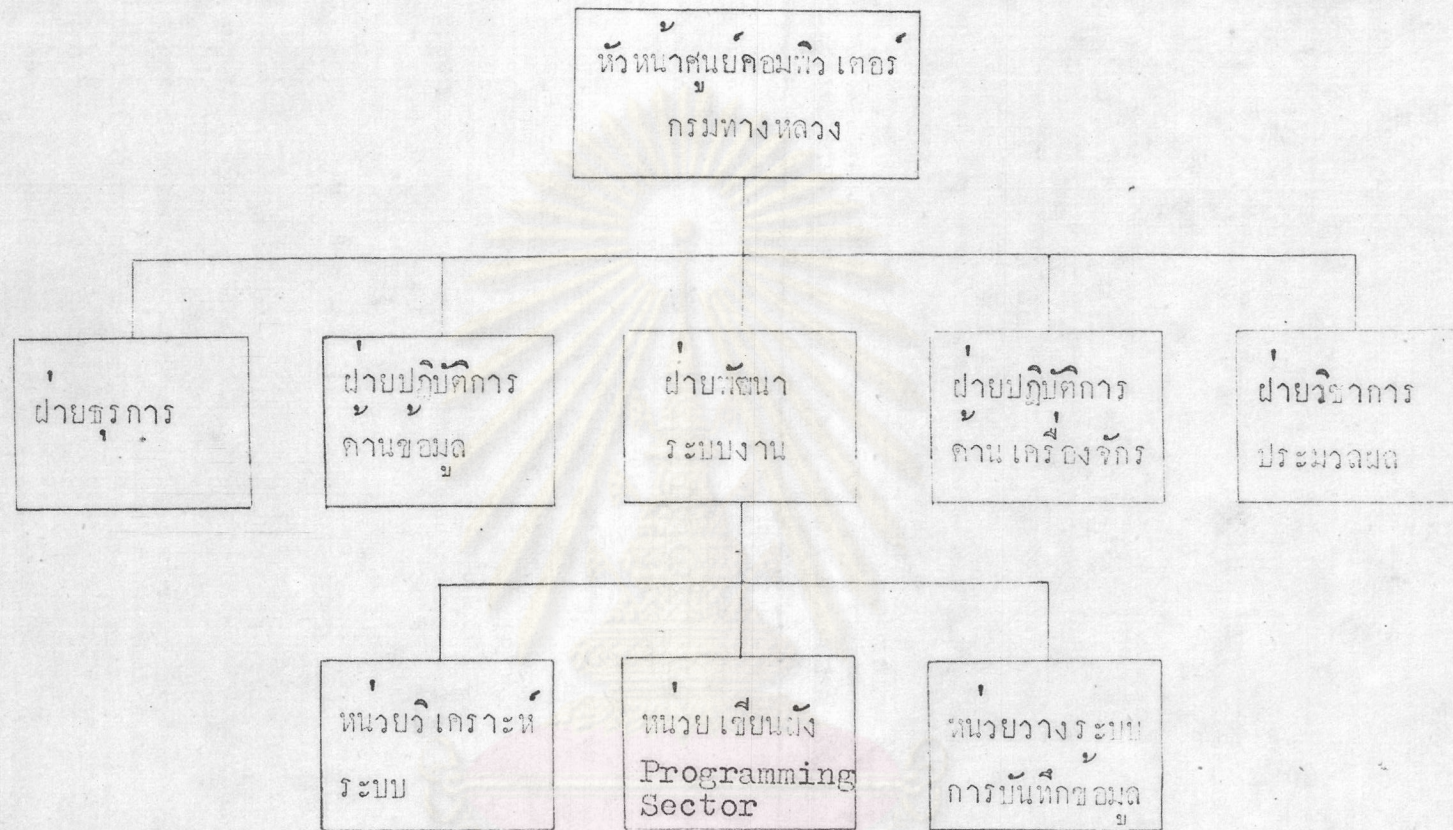 หัวหน้าศูนย์คอมพิวเตอร์
กรมทางหลวง
ฝ่ายธุรการ
ฝ่ายปฏิบัติการ
ด้านข้อมูล
ฝ่ายพัฒนา
ระบบงาน
ฝ่ายปฏิบัติการ
ด้านเครื่องจักร
ฝ่ายวิชาการ
ประมวลผล
หน่วยวิเคราะห์
ระบบ
หน่วยเขียนผัง
Programming
Sector
หน่วยวางระบบ
การบันทึกข้อมูล